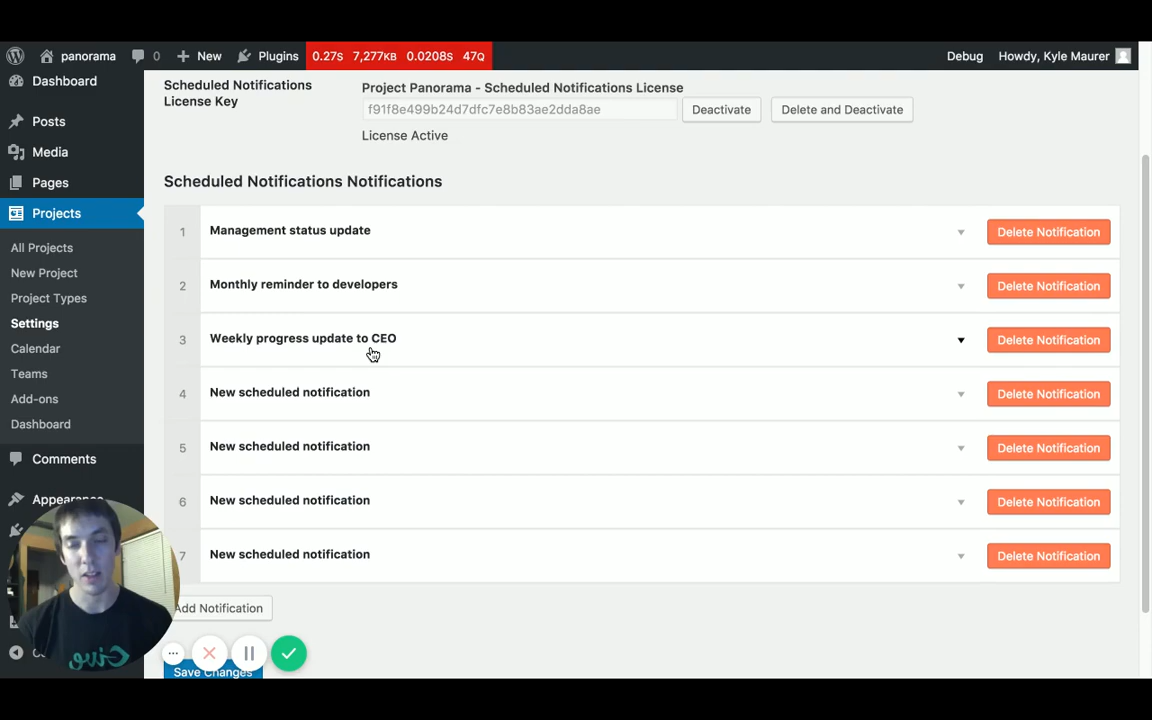 panorama 0 New Plugins 0.27S 7,277KB 0.0208S 47Q Debug Howdy, Kyle Maurer
Dashboard
Posts
Media
Pages
Projects
All Projects
New Project
Project Types
Settings
Calendar
Teams
Add-ons
Dashboard
Comments
Appearance
Scheduled Notifications
License Key
Project Panorama - Scheduled Notifications License
f91f8e499b24d7dfc7e8b83ae2dda8ae Deactivate Delete and Deactivate
License Active
Scheduled Notifications Notifications
1 Management status update Delete Notification
2 Monthly reminder to developers Delete Notification
3 Weekly progress update to CEO Delete Notification
4 New scheduled notification Delete Notification
5 New scheduled notification Delete Notification
6 New scheduled notification Delete Notification
7 New scheduled notification Delete Notification
Add Notification
Save Changes
Give